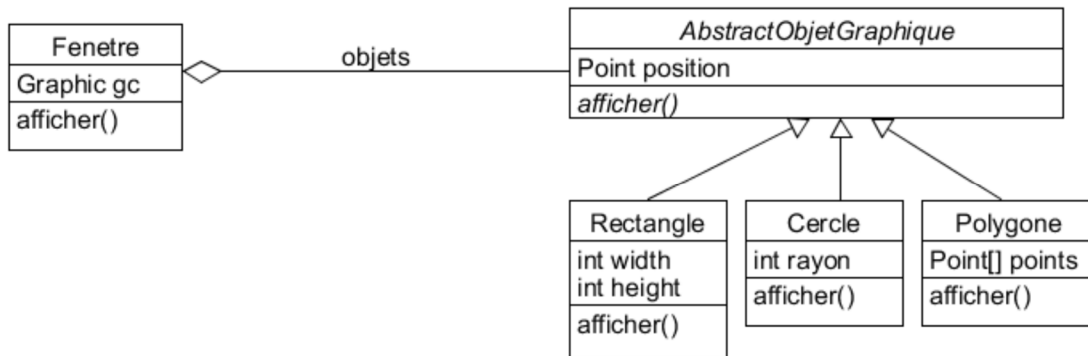 Fenetre
Graphic gc
afficher()
objets
AbstractObjetGraphique
Point position
afficher()
Rectangle
int width
int height
afficher()
Cercle
int rayon
afficher()
Polygone
Point[] points
afficher()